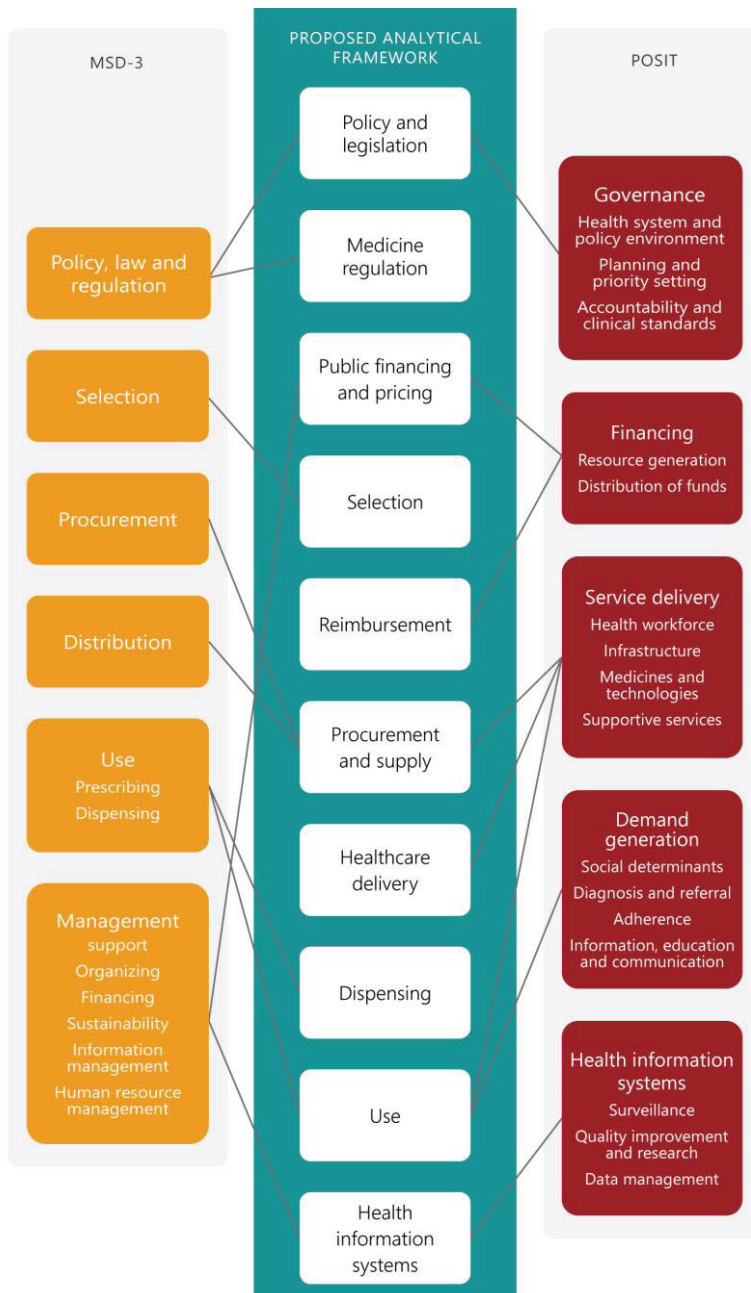 MSD-3
Policy, law and
regulation
Selection
Procurement
Distribution
Use
Prescribing
Dispensing
Management
support
Organizing
Financing
Sustainability
Information
management
Human resource
management
PROPOSED ANALYTICAL
FRAMEWORK
Policy and
legislation
Medicine
regulation
Public financing
and pricing
Selection
Reimbursement
Procurement
and supply
Healthcare
delivery
Dispensing
Use
Health
information
systems
POSIT
Governance
Health system and
policy environment
Planning and
priority setting
Accountability and
clinical standards
Financing
Resource generation
Distribution of funds
Service delivery
Health workforce
Infrastructure
Medicines and
technologies
Supportive services
Demand
generation
Social determinants
Diagnosis and referral
Adherence
Information, education
and communication
Health information
systems
Surveillance
Quality improvement
and research
Data management